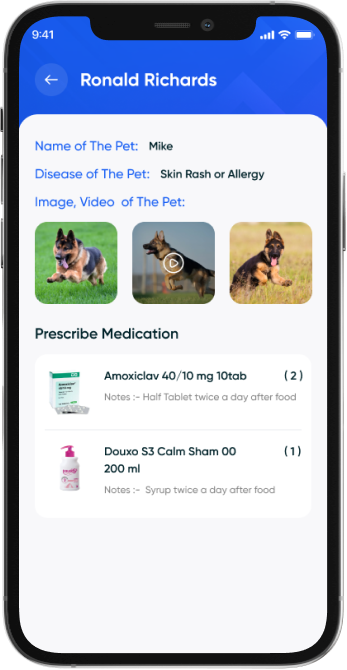 9:41
Ronald Richards
Name of The Pet: Mike
Disease of The Pet: Skin Rash or Allergy
Image, Video of The Pet:
Prescribe Medication
Amoxiclav 40/10 mg 10tab ( 2 )
Notes :- Half Tablet twice a day after food
Douxo S3 Calm Sham 00 ( 1 )
200 ml
Notes :- Syrup twice a day after food